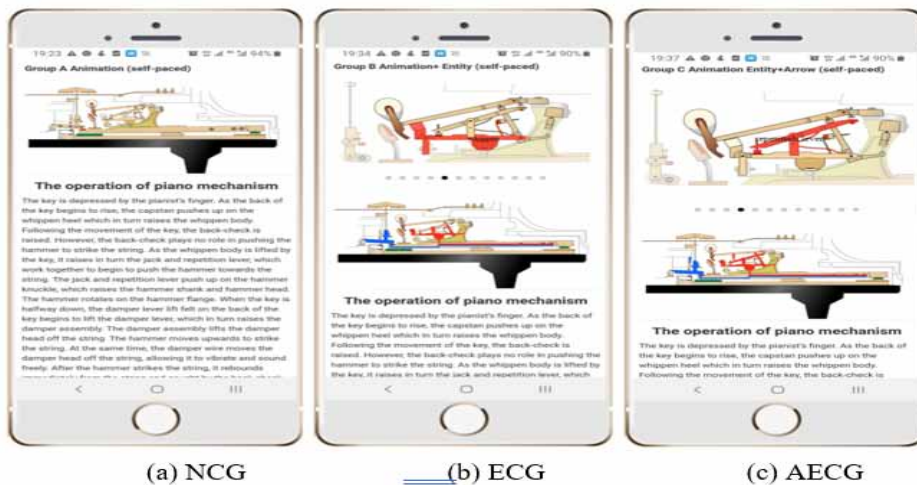 19:23
94%
Group A Animation (self-paced)
The operation of piano mechanism
The key is depressed by the pianist's finger. As the back of
the key begins to rise, the capstan pushes up on the
whippen heel which in turn raises the whippen body.
Following the movement of the key, the back-check is
raised. However, the back-check plays no role in pushing the
hammer to strike the string. As the whippen body is lifted by
the key, it raises in turn the jack and repetition lever, which
work together to begin to push the hammer towards the
string. The jack and repetition lever push up on the hammer
knuckle, which raises the hammer shank and hammer head.
The hammer rotates on the hammer flange. When the key is
halfway down, the damper lever lift felt on the back of the
key begins to lift the damper lever, which in turn raises the
damper assembly. The damper assembly lifts the damper
head off the string. The hammer moves upwards to strike
the string. At the same time, the damper wire moves the
damper head off the string, allowing it to vibrate and sound
freely. After the hammer strikes the string, it rebounds
19:34
90%
Group B Animation+ Entity (self-paced)
The operation of piano mechanism
The key is depressed by the pianist's finger. As the back of
the key begins to rise, the capstan pushes up on the
whippen heel which in turn raises the whippen body.
Following the movement of the key, the back-check is
raised. However, the back-check plays no role in pushing the
hammer to strike the string. As the whippen body is lifted by
the key, it raises in turn the jack and repetition lever, which
19:37
90%
Group C Animation Entity+Arrow (self-paced)
The operation of piano mechanism
The key is depressed by the pianist's finger. As the back of
the key begins to rise, the capstan pushes up on the
whippen heel which in turn raises the whippen body.
Following the movement of the key, the back-check is
(a) NCG
(b) ECG
(c) AECG